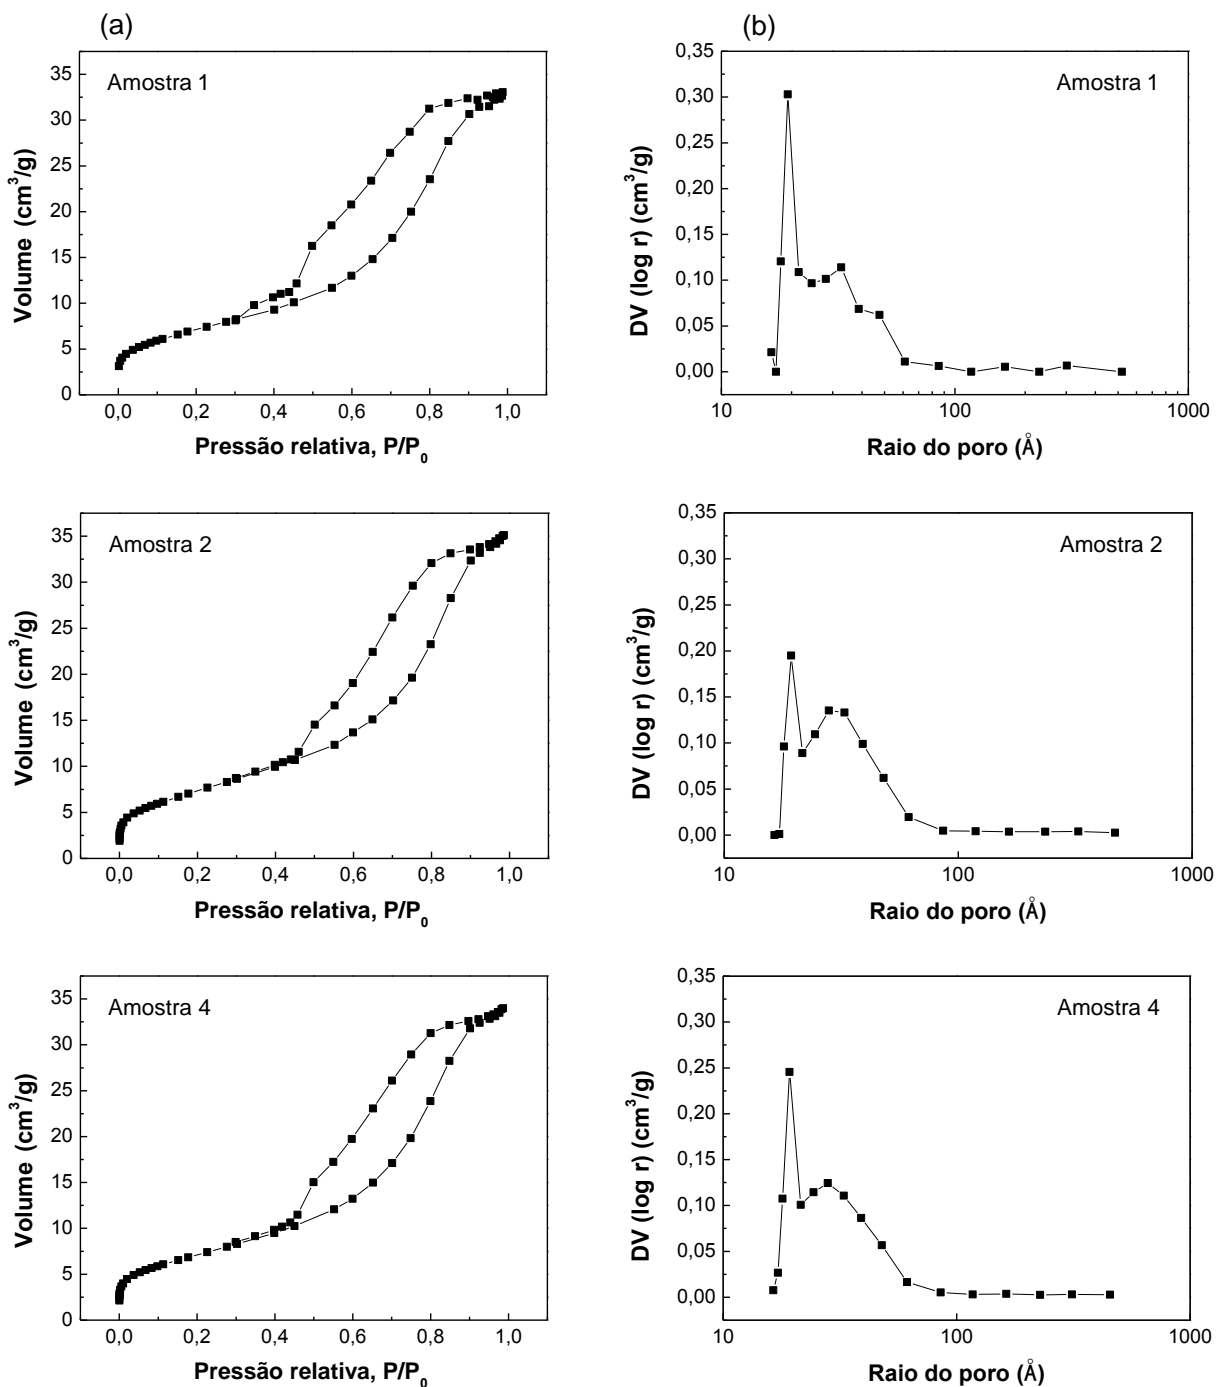 (a)
(b)
Amostra 1
Volume (cm³/g)
35
30
25
20
15
10
5
0
0,0 0,2 0,4 0,6 0,8 1,0
Pressão relativa, P/P₀
Amostra 1
DV (log r) (cm³/g)
0,35
0,30
0,25
0,20
0,15
0,10
0,05
0,00
10 100 1000
Raio do poro (Å)
Amostra 2
Volume (cm³/g)
35
30
25
20
15
10
5
0
0,0 0,2 0,4 0,6 0,8 1,0
Pressão relativa, P/P₀
Amostra 2
DV (log r) (cm³/g)
0,35
0,30
0,25
0,20
0,15
0,10
0,05
0,00
10 100 1000
Raio do poro (Å)
Amostra 4
Volume (cm³/g)
35
30
25
20
15
10
5
0
0,0 0,2 0,4 0,6 0,8 1,0
Pressão relativa, P/P₀
Amostra 4
DV (log r) (cm³/g)
0,35
0,30
0,25
0,20
0,15
0,10
0,05
0,00
10 100 1000
Raio do poro (Å)